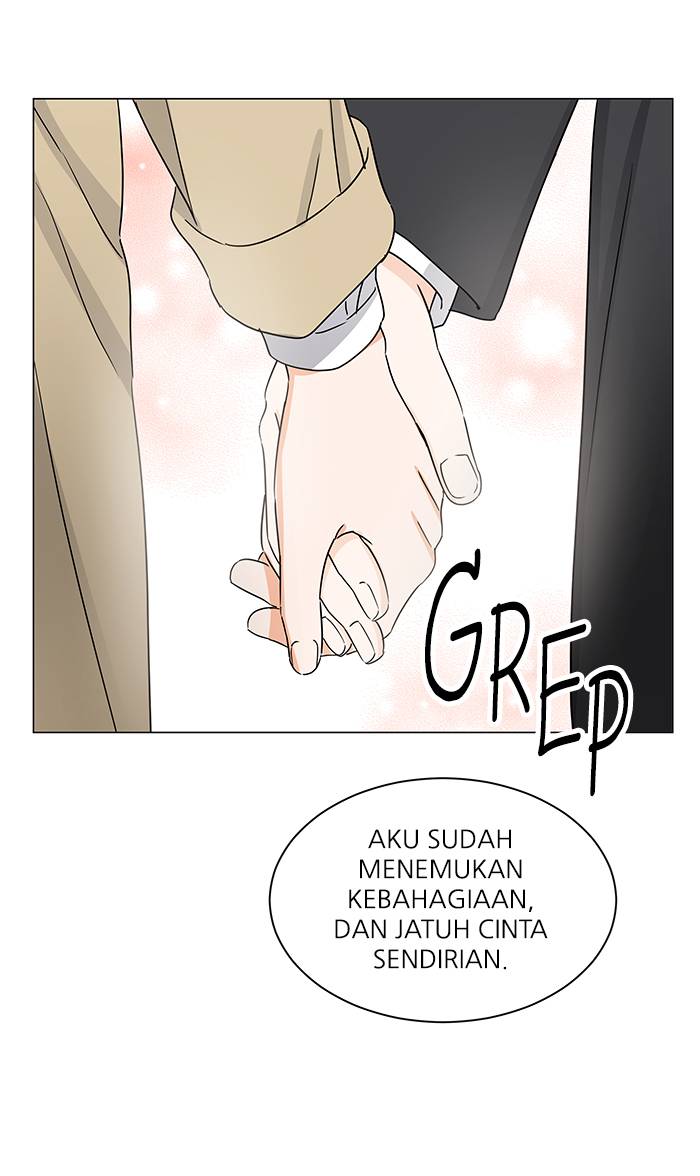 GREP
AKU SUDAH
MENEMUKAN
KEBAHAGIAAN,
DAN JATUH CINTA
SENDIRIAN.